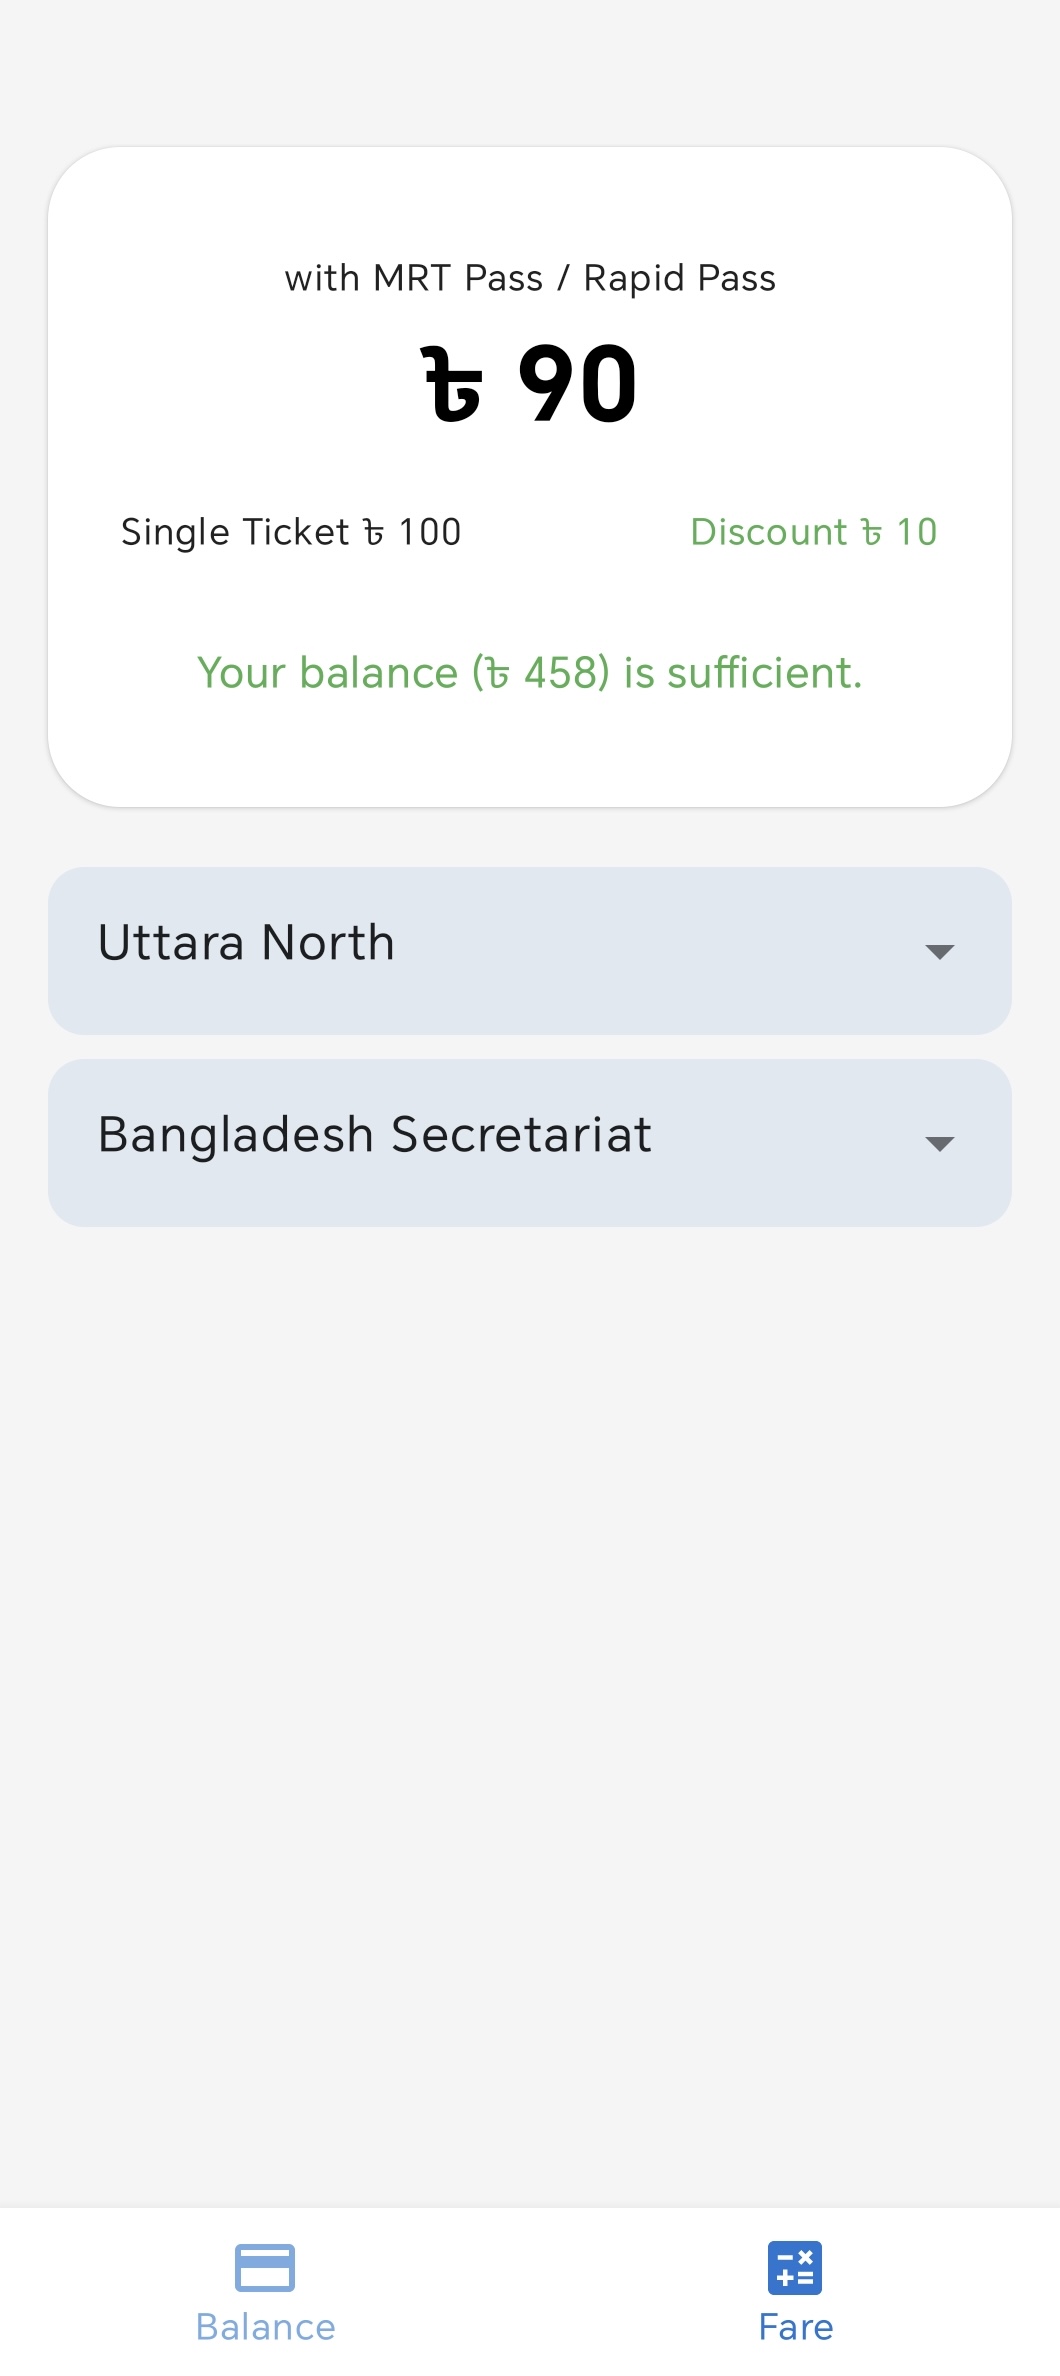 with MRT Pass / Rapid Pass
৳ 90
Single Ticket ৳ 100
Discount ৳ 10
Your balance (৳ 458) is sufficient.
Uttara North
Bangladesh Secretariat
Balance
Fare